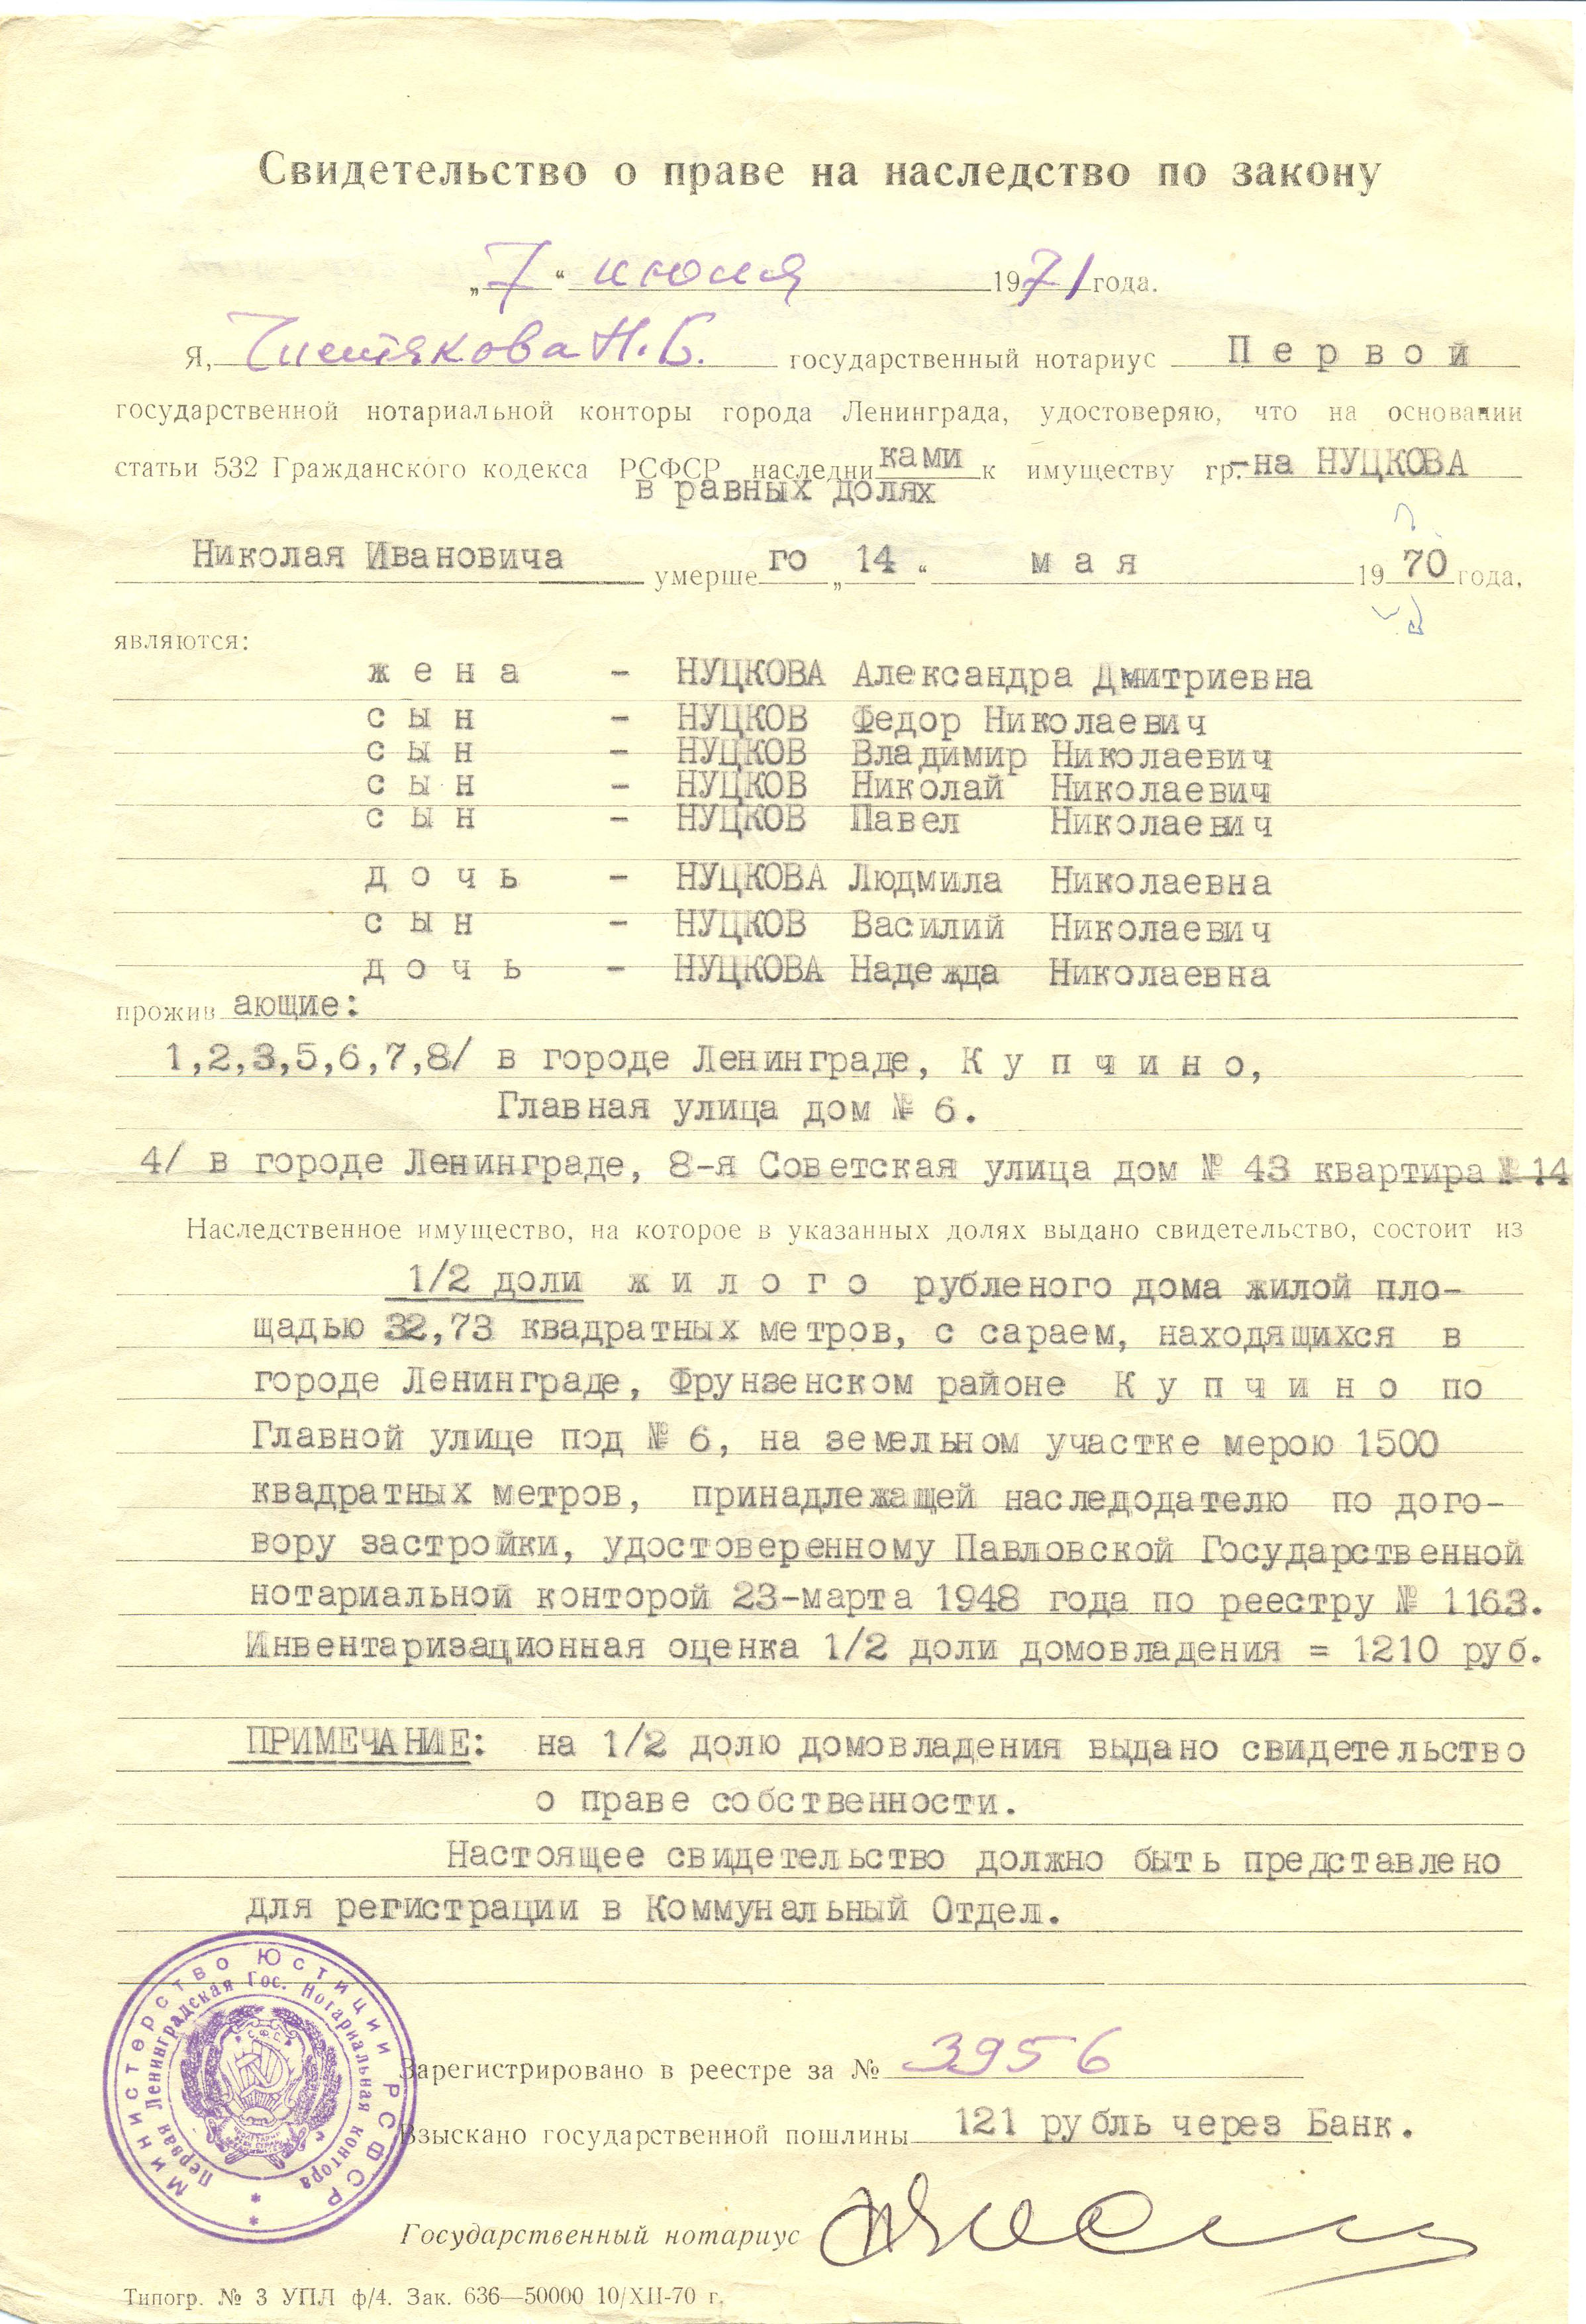 Свидетельство о праве на наследство по закону
„7“ июля 1971 года.
Я, Чистякова Н.Б. государственный нотариус Первой
государственной нотариальной конторы города Ленинграда, удостоверяю, что на основании
статьи 532 Гражданского кодекса РСФСР наследниками к имуществу гр.-на НУЦКОВА
в равных долях
Николая Ивановича умершего „14“ мая 1970 года,
являются:
жена - НУЦКОВА Александра Дмитриевна
сын - НУЦКОВ Федор Николаевич
сын - НУЦКОВ Владимир Николаевич
сын - НУЦКОВ Николай Николаевич
сын - НУЦКОВ Павел Николаевич
дочь - НУЦКОВА Людмила Николаевна
сын - НУЦКОВ Василий Николаевич
дочь - НУЦКОВА Надежда Николаевна
проживающие:
1,2,3,5,6,7,8/ в городе Ленинграде, Купчино,
Главная улица дом № 6.
4/ в городе Ленинграде, 8-я Советская улица дом № 43 квартира № 14
Наследственное имущество, на которое в указанных долях выдано свидетельство, состоит из
1/2 доли жилого рубленого дома жилой пло-
щадью 32,73 квадратных метров, с сараем, находящихся в
городе Ленинграде, Фрунзенском районе Купчино по
Главной улице под № 6, на земельном участке мерою 1500
квадратных метров, принадлежащей наследодателю по дого-
вору застройки, удостоверенному Павловской Государственной
нотариальной конторой 23-марта 1948 года по реестру № 1163.
Инвентаризационная оценка 1/2 доли домовладения = 1210 руб.
ПРИМЕЧАНИЕ: на 1/2 долю домовладения выдано свидетельство
о праве собственности.
Настоящее свидетельство должно быть представлено
для регистрации в Коммунальный Отдел.
Министерство Юстиции РСФСР
Первая Ленинградская Гос. Нотариальная контора
Зарегистрировано в реестре за № 3956
Взыскано государственной пошлины 121 рубль через Банк.
Государственный нотариус
Типогр. № 3 УПЛ ф/4. Зак. 636—50000 10/XII-70 г.